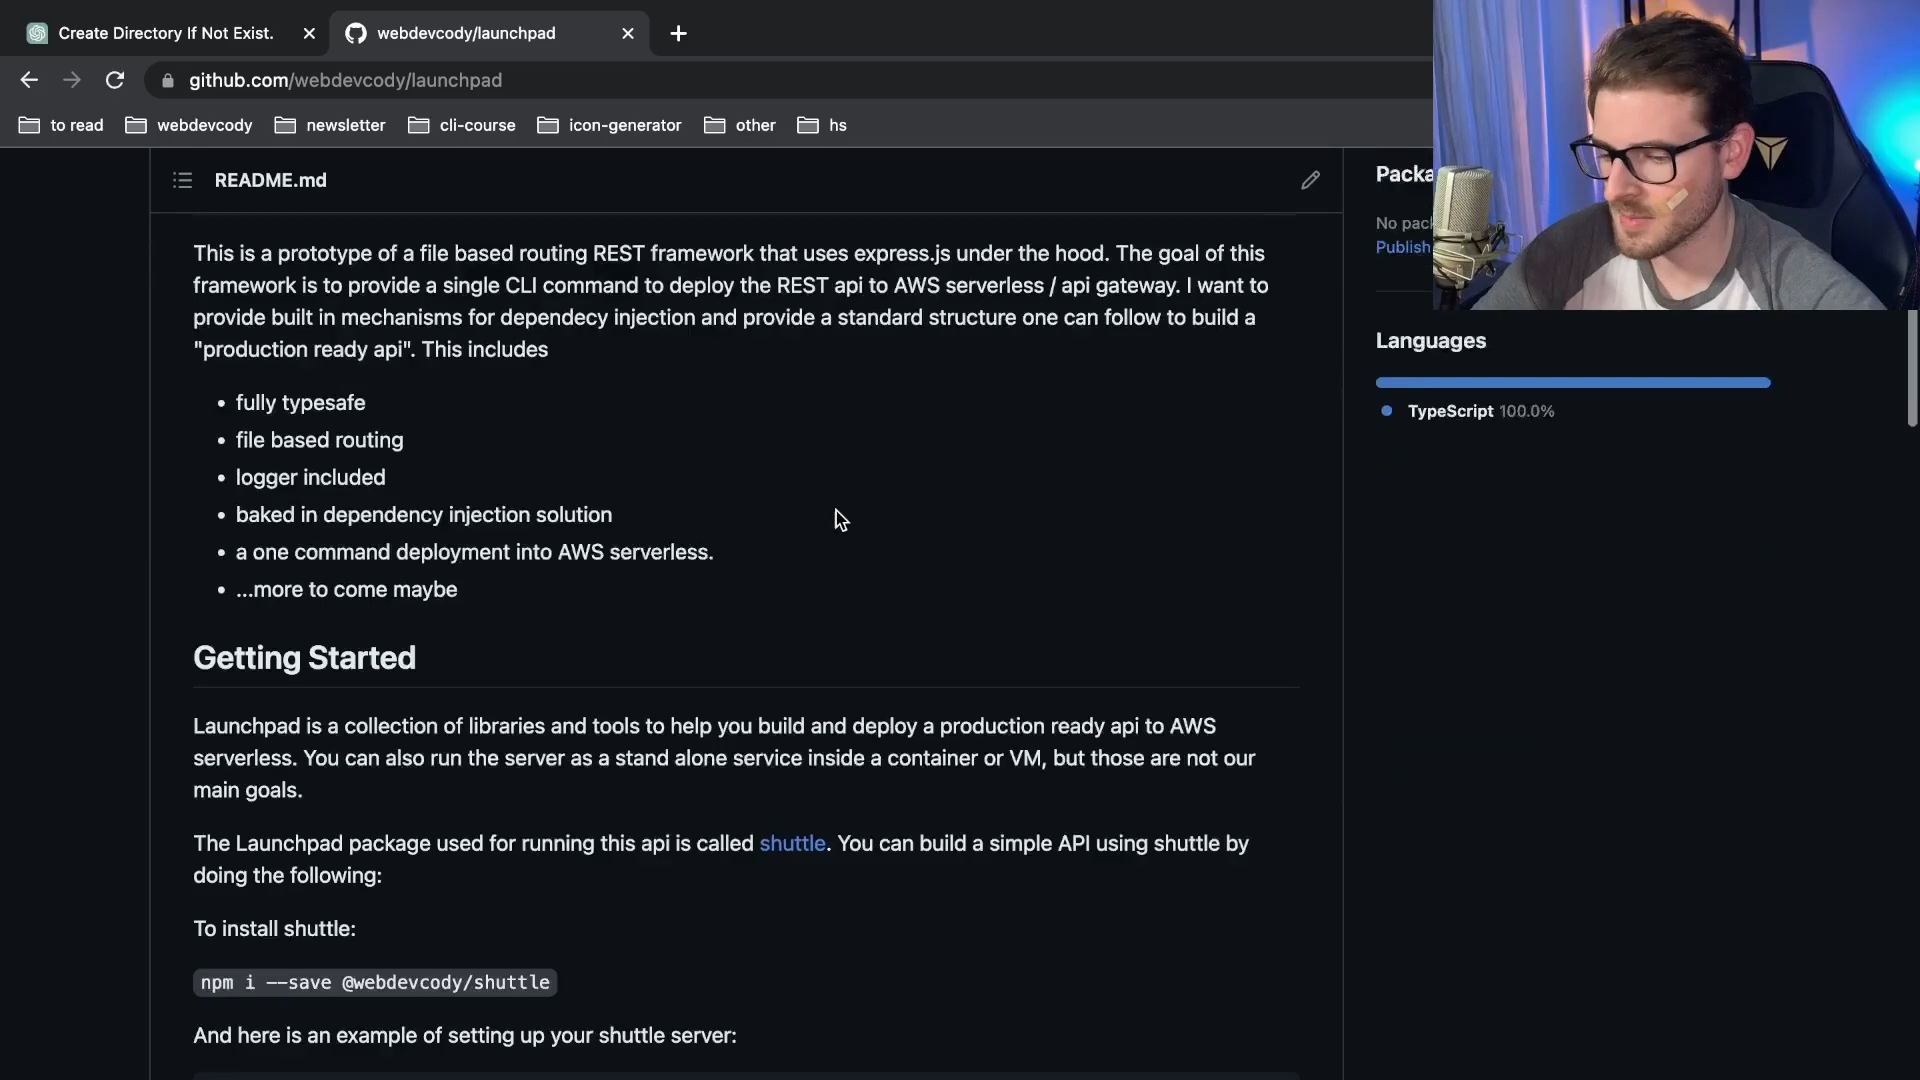 Create Directory If Not Exist.
webdevcody/launchpad
github.com/webdevcody/launchpad
to read
webdevcody
newsletter
cli-course
icon-generator
other
hs
README.md
This is a prototype of a file based routing REST framework that uses express.js under the hood. The goal of this
framework is to provide a single CLI command to deploy the REST api to AWS serverless / api gateway. I want to
provide built in mechanisms for dependecy injection and provide a standard structure one can follow to build a
"production ready api". This includes
• fully typesafe
• file based routing
• logger included
• baked in dependency injection solution
• a one command deployment into AWS serverless.
• ...more to come maybe
Getting Started
Launchpad is a collection of libraries and tools to help you build and deploy a production ready api to AWS
serverless. You can also run the server as a stand alone service inside a container or VM, but those are not our
main goals.
The Launchpad package used for running this api is called shuttle. You can build a simple API using shuttle by
doing the following:
To install shuttle:
npm i --save @webdevcody/shuttle
And here is an example of setting up your shuttle server:
Packa
No pack
Publish
Languages
TypeScript 100.0%